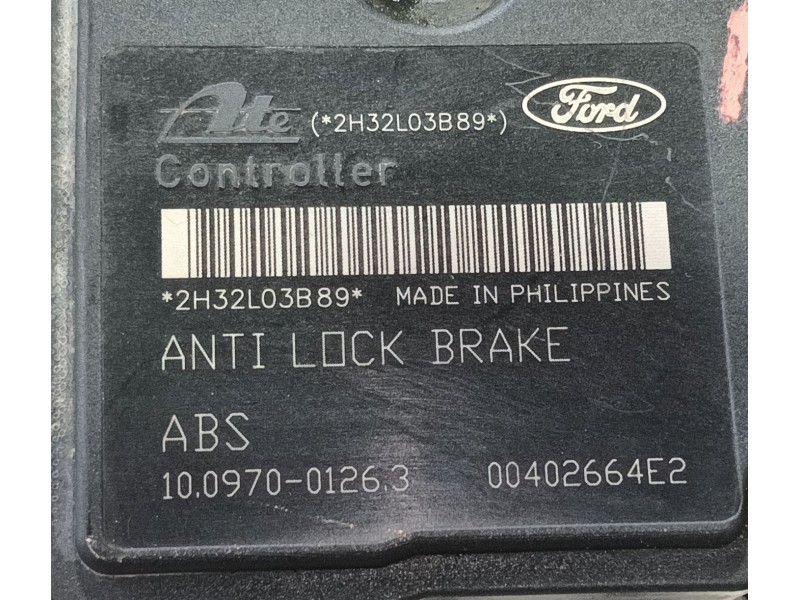 Ate (*2H32L03B89*) Ford
Controller
*2H32L03B89* MADE IN PHILIPPINES
ANTI LOCK BRAKE
ABS
10.0970-0126.3 00402664E2